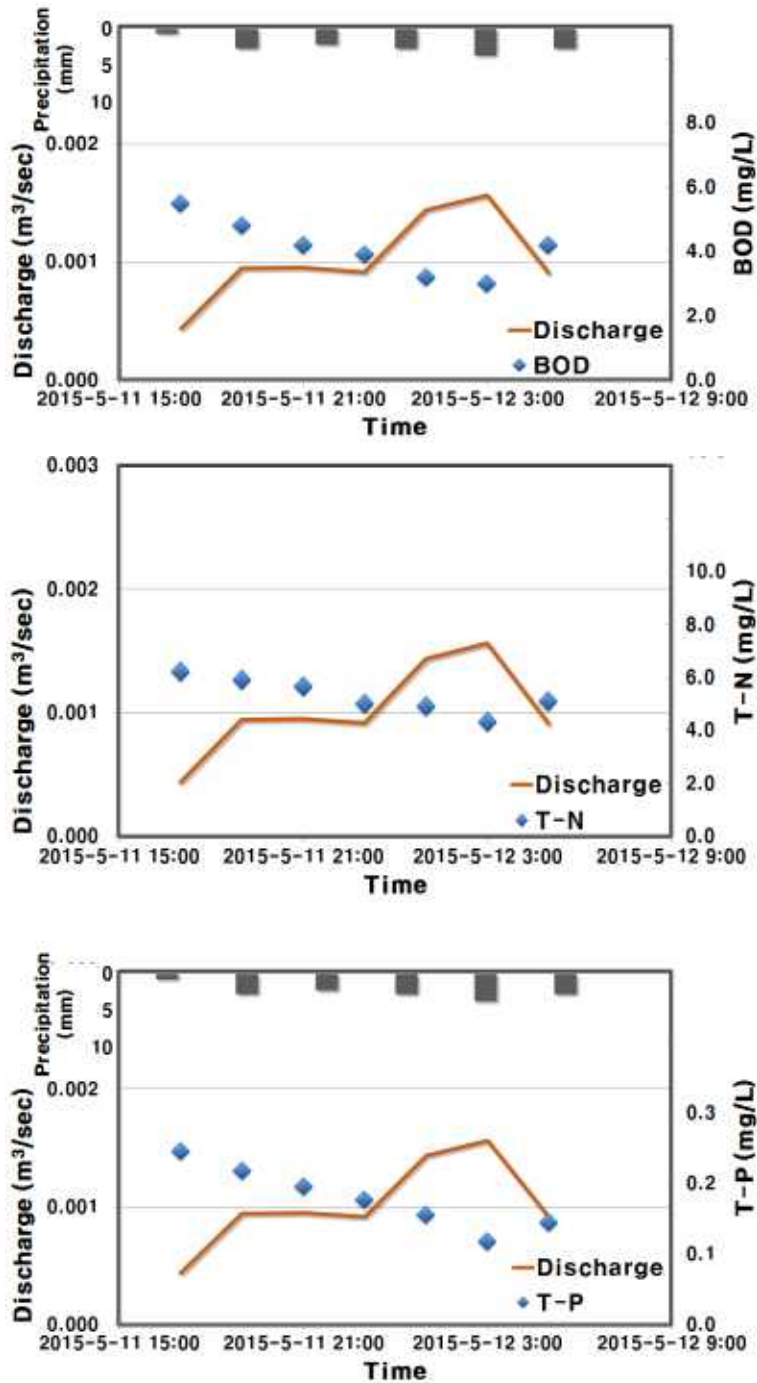 Precipitation
(mm)
0
5
10
Discharge (m³/sec)
0.002
0.001
0.000
8.0
6.0
4.0
2.0
0.0
BOD (mg/L)
Discharge
BOD
2015-5-11 15:00 2015-5-11 21:00 2015-5-12 3:00 2015-5-12 9:00
Time
Discharge (m³/sec)
0.003
0.002
0.001
0.000
10.0
8.0
6.0
4.0
2.0
0.0
T-N (mg/L)
Discharge
T-N
2015-5-11 15:00 2015-5-11 21:00 2015-5-12 3:00 2015-5-12 9:00
Time
Precipitation
(mm)
0
5
10
Discharge (m³/sec)
0.002
0.001
0.000
0.3
0.2
0.1
0.0
T-P (mg/L)
Discharge
T-P
2015-5-11 15:00 2015-5-11 21:00 2015-5-12 3:00 2015-5-12 9:00
Time